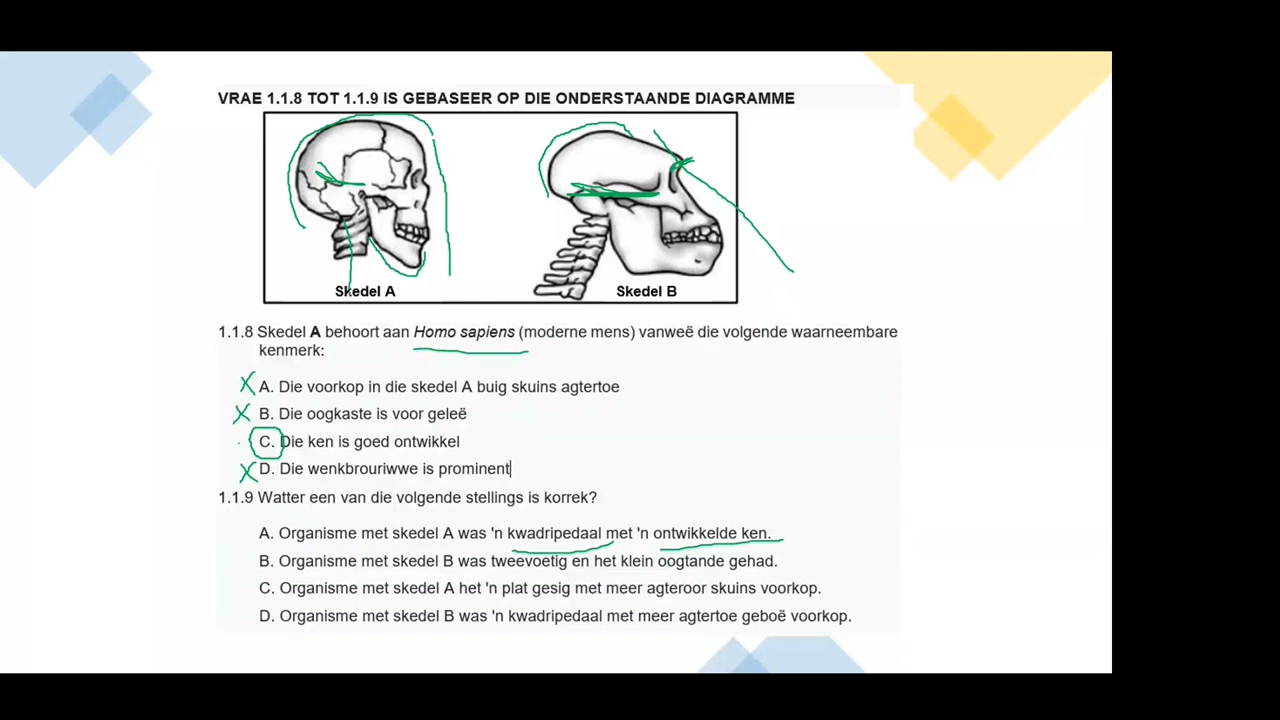 VRAE 1.1.8 TOT 1.1.9 IS GEBASEER OP DIE ONDERSTAANDE DIAGRAMME
Skedel A
Skedel B
1.1.8 Skedel A behoort aan Homo sapiens (moderne mens) vanweë die volgende waarneembare
kenmerk:
A. Die voorkop in die skedel A buig skuins agtertoe
B. Die oogkaste is voor geleë
C. Die ken is goed ontwikkel
D. Die wenkbrouriwwe is prominent
1.1.9 Watter een van die volgende stellings is korrek?
A. Organisme met skedel A was 'n kwadripedaal met 'n ontwikkelde ken.
B. Organisme met skedel B was tweevoetig en het klein oogtande gehad.
C. Organisme met skedel A het 'n plat gesig met meer agteroor skuins voorkop.
D. Organisme met skedel B was 'n kwadripedaal met meer agtertoe geboë voorkop.